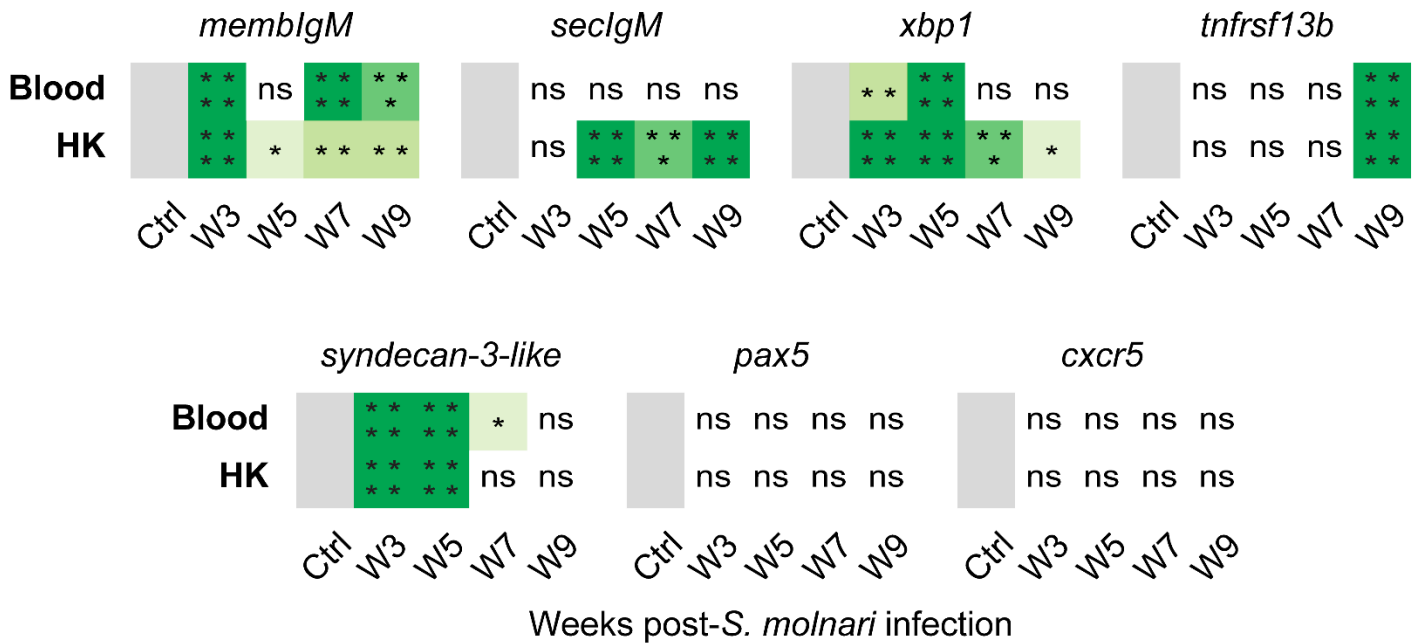 membIgM secIgM xbp1 tnfrsf13b
Blood **** ns **** *** ns ns ns ns ** **** ns ns ns ns ns ****
HK **** * ** ** ns **** *** **** **** **** *** * ns ns ns ****
Ctrl W3 W5 W7 W9 Ctrl W3 W5 W7 W9 Ctrl W3 W5 W7 W9 Ctrl W3 W5 W7 W9
syndecan-3-like pax5 cxcr5
Blood **** **** * ns ns ns ns ns ns ns ns ns
HK **** **** ns ns ns ns ns ns ns ns ns ns
Ctrl W3 W5 W7 W9 Ctrl W3 W5 W7 W9 Ctrl W3 W5 W7 W9
Weeks post-S. molnari infection